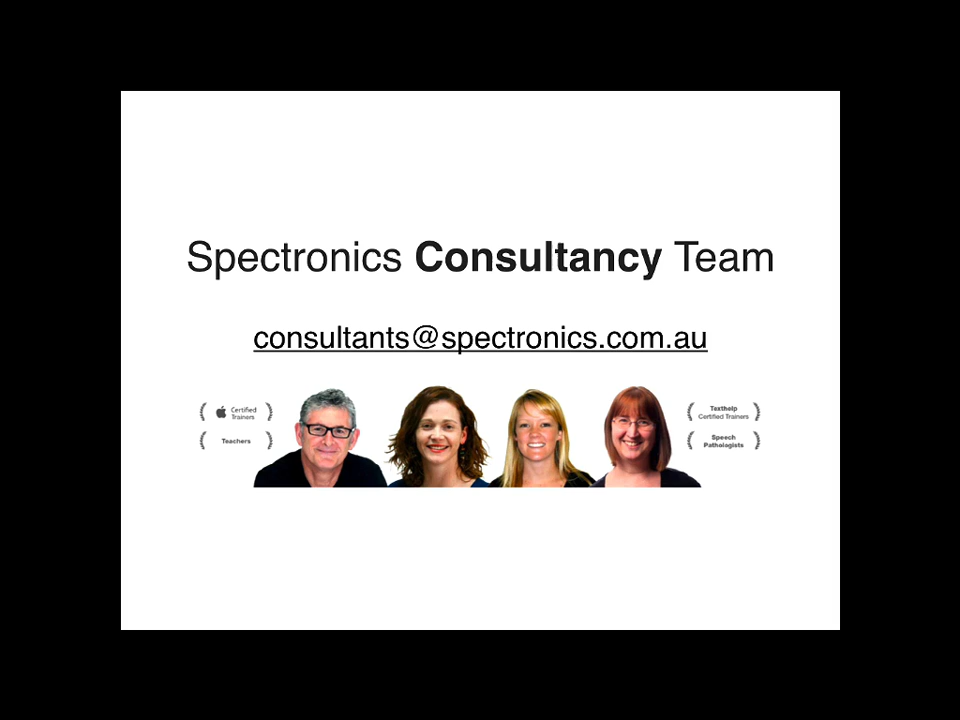 Spectronics Consultancy Team
consultants@spectronics.com.au
Certified
Trainers
Teachers
Texthelp
Certified Trainers
Speech
Pathologists